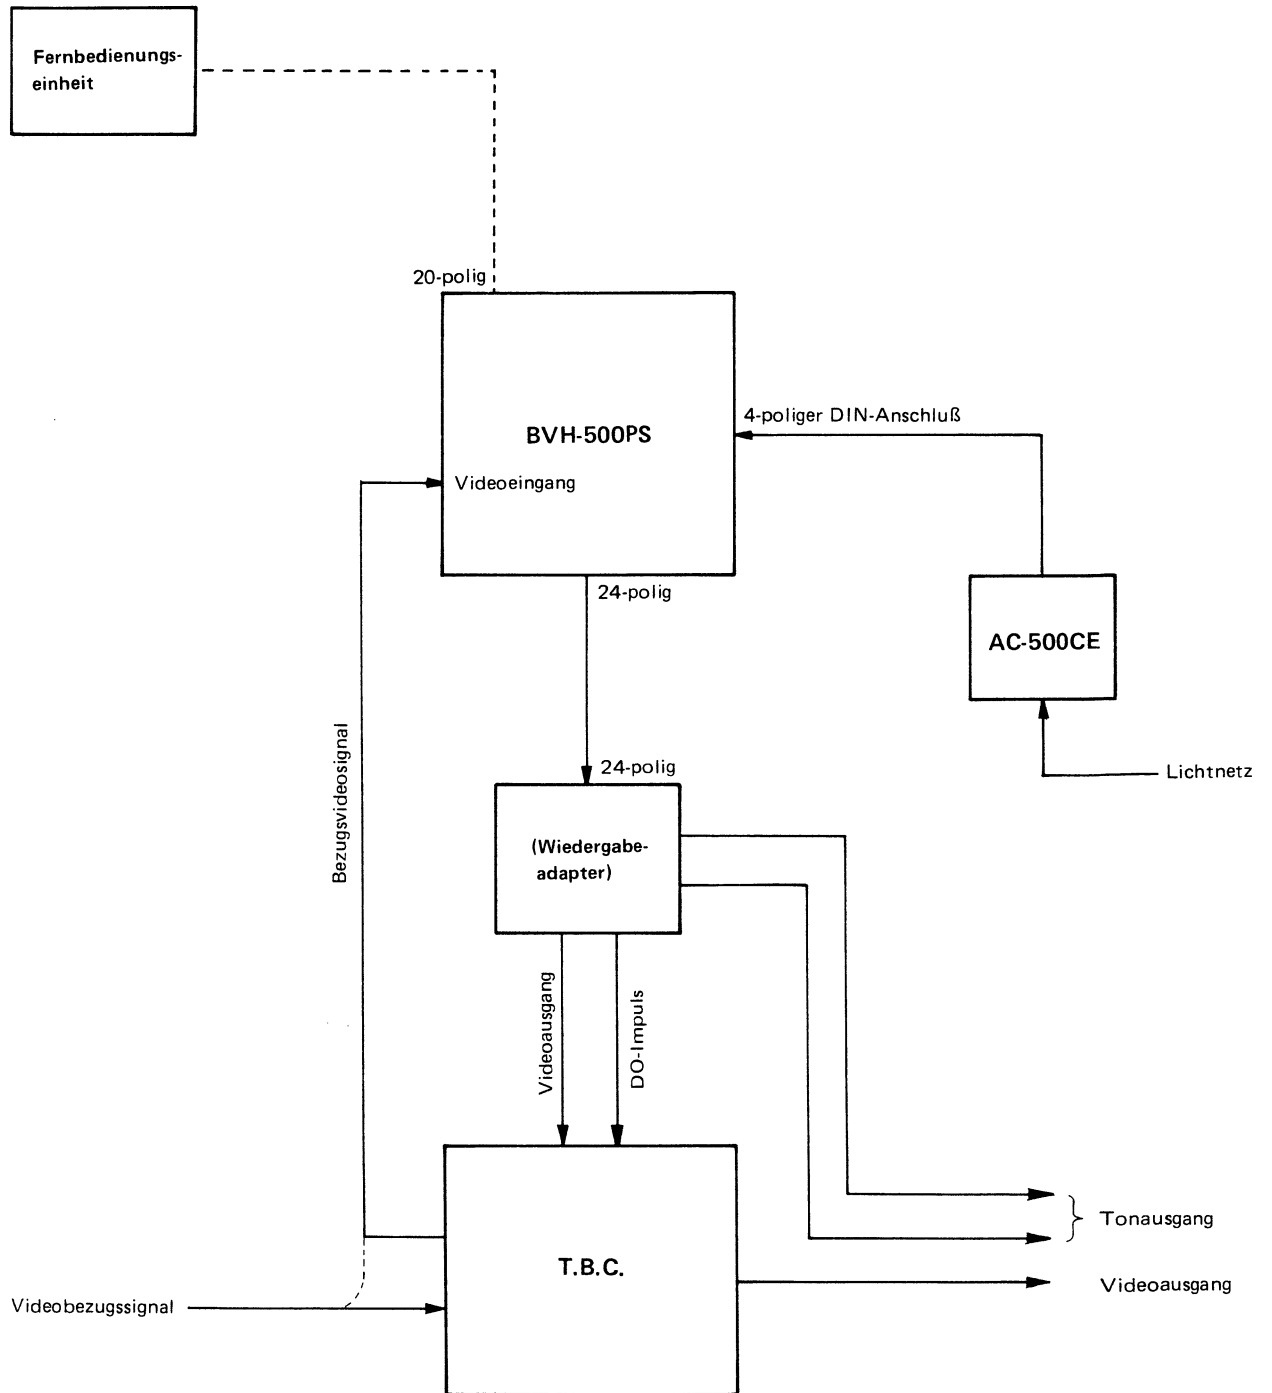 Fernbedienungs-
einheit
20-polig
4-poliger DIN-Anschluß
BVH-500PS
Videoeingang
24-polig
AC-500CE
Bezugsvideosignal
24-polig
Lichtnetz
(Wiedergabe-
adapter)
Videoausgang
DO-Impuls
Tonausgang
T.B.C.
Videoausgang
Videobezugssignal